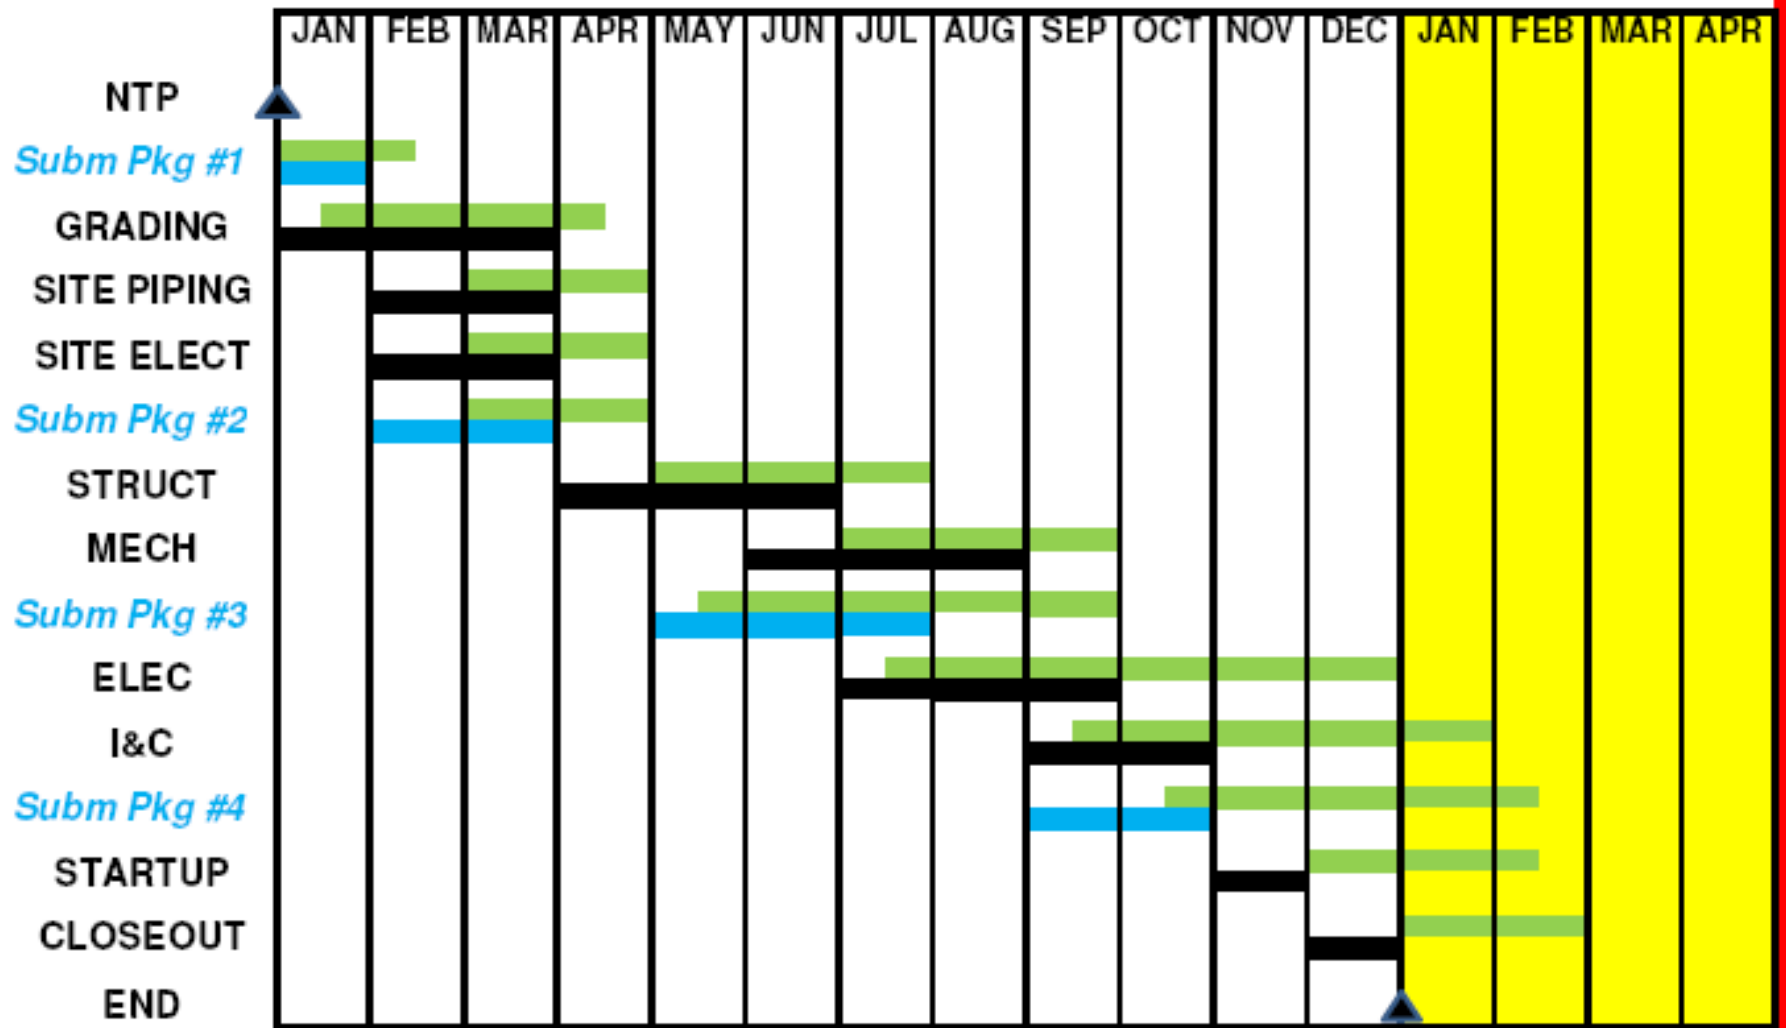 JAN FEB MAR APR MAY JUN JUL AUG SEP OCT NOV DEC JAN FEB MAR APR
NTP
Subm Pkg #1
GRADING
SITE PIPING
SITE ELECT
Subm Pkg #2
STRUCT
MECH
Subm Pkg #3
ELEC
I&C
Subm Pkg #4
STARTUP
CLOSEOUT
END